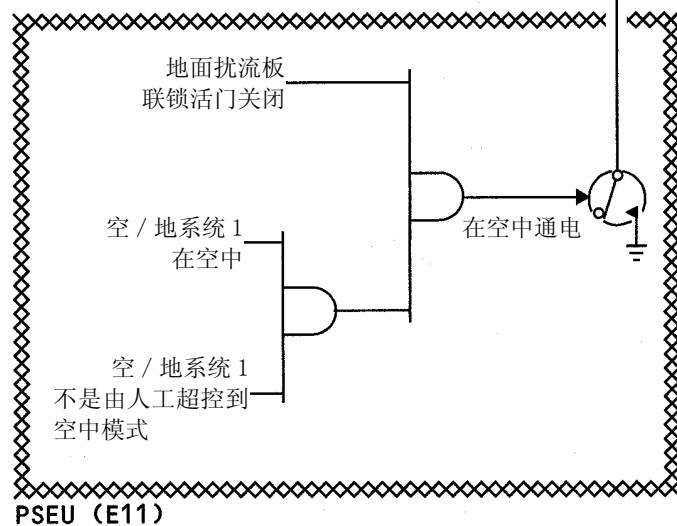 地面扰流板
联锁活门关闭
空 / 地系统 1
在空中
在空中通电
空 / 地系统 1
不是由人工超控到
空中模式
PSEU (E11)